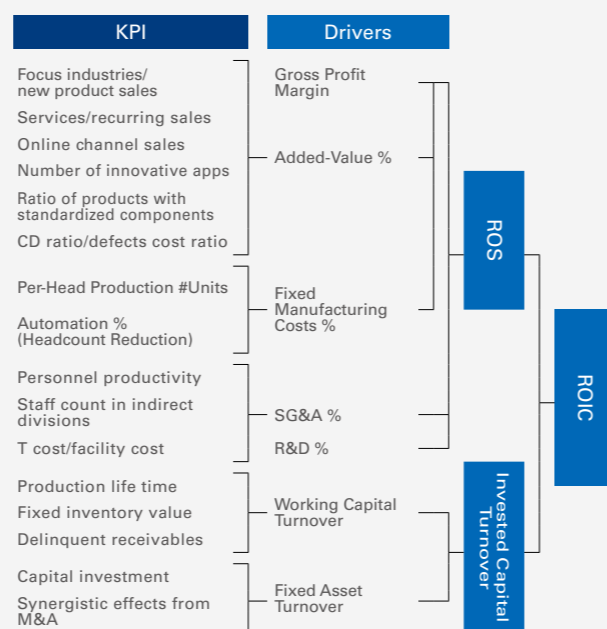 KPI
Drivers
Focus industries/
new product sales
Services/recurring sales
Online channel sales
Number of innovative apps
Ratio of products with
standardized components
CD ratio/defects cost ratio
Per-Head Production #Units
Automation %
(Headcount Reduction)
Personnel productivity
Staff count in indirect
divisions
T cost/facility cost
Production life time
Fixed inventory value
Delinquent receivables
Capital investment
Synergistic effects from
M&A
Gross Profit
Margin
Added-Value %
Fixed
Manufacturing
Costs %
SG&A %
R&D %
Working Capital
Turnover
Fixed Asset
Turnover
ROS
Invested Capital
Turnover
ROIC